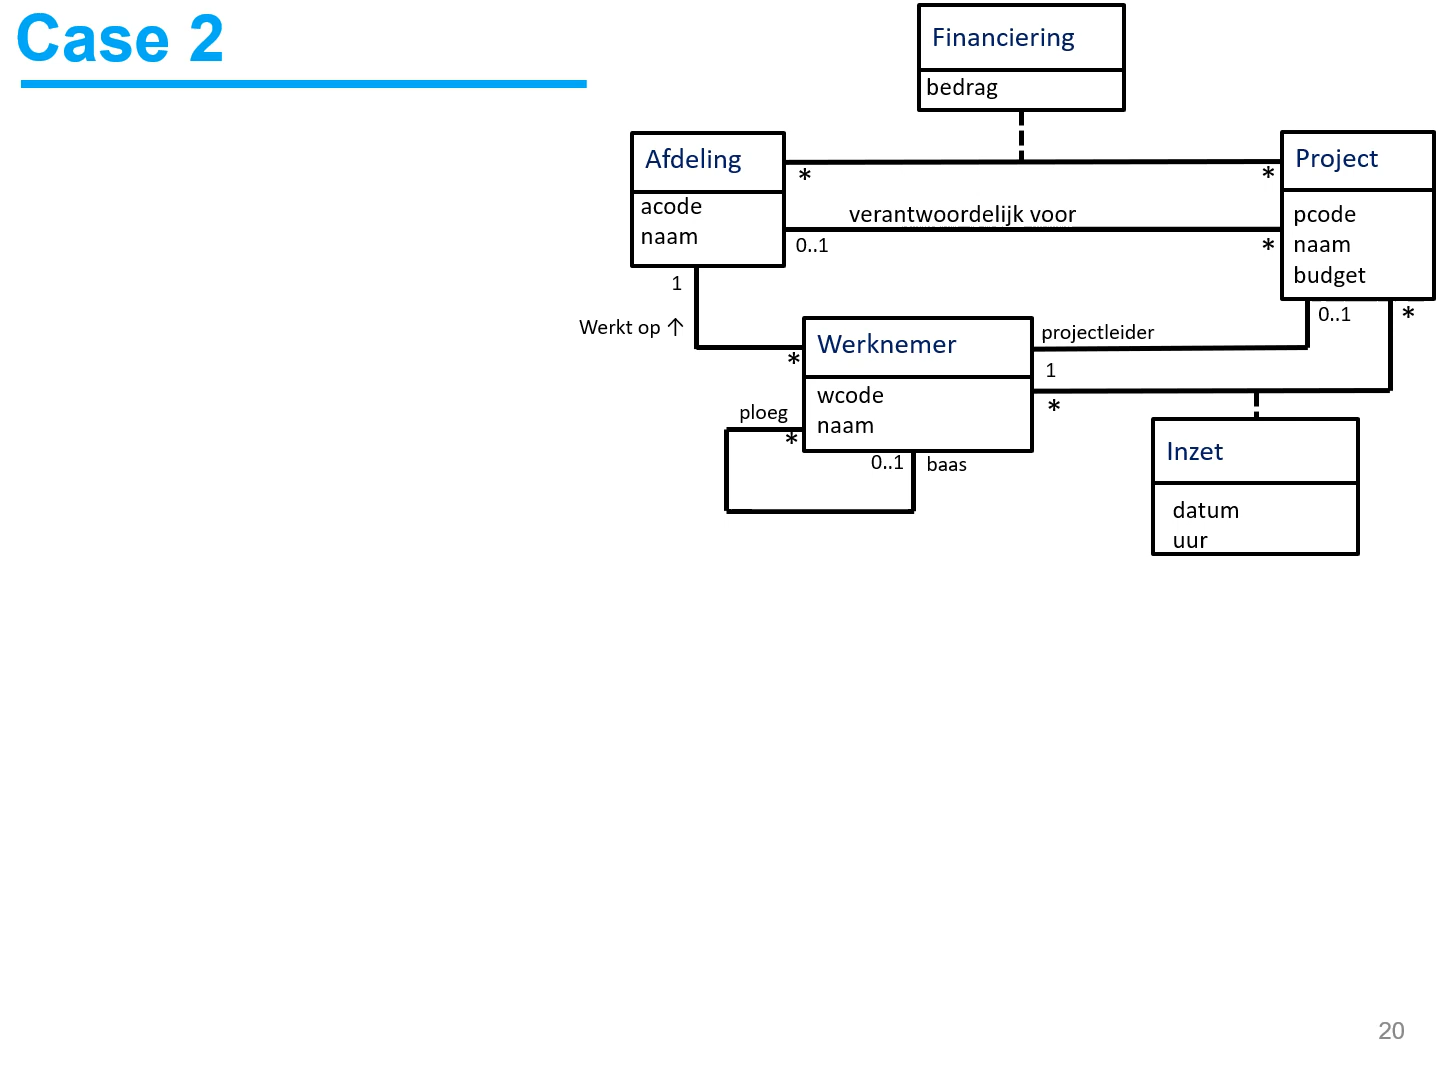 Case 2
Financiering
bedrag
Afdeling
acode
naam
*
*
Project
pcode
naam
budget
verantwoordelijk voor
0..1
*
1
Werkt op ↑
*
Werknemer
wcode
naam
projectleider
1
0..1
*
*
ploeg
*
0..1
baas
Inzet
datum
uur
20